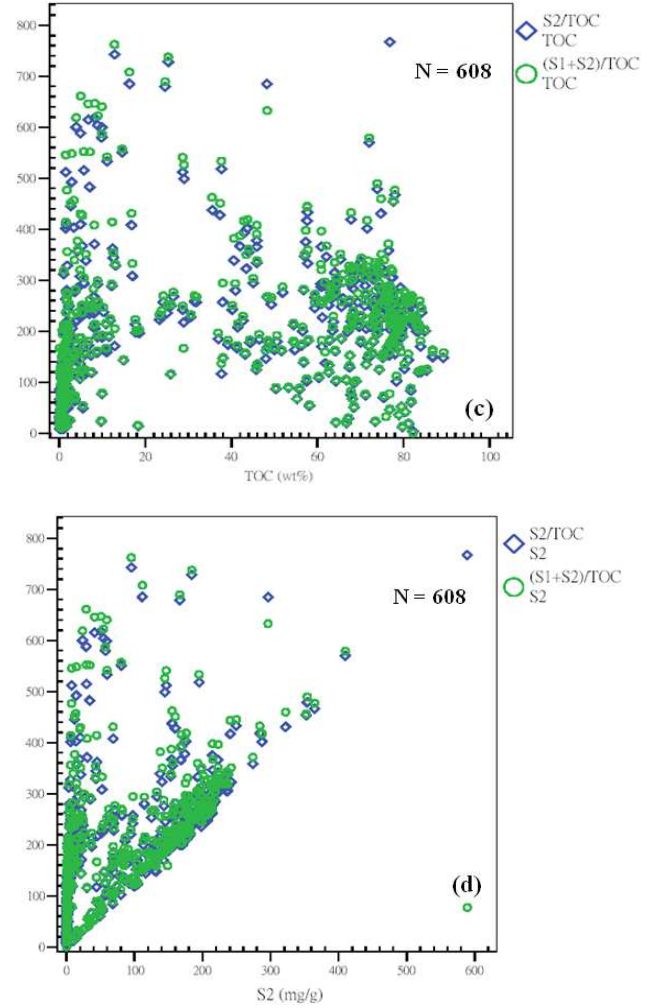 800
700
600
500
400
300
200
100
0
0 20 40 60 80 100
TOC (wt%)
N = 608
(c)
S2/TOC
TOC
(S1+S2)/TOC
TOC
800
700
600
500
400
300
200
100
0
0 100 200 300 400 500 600
S2 (mg/g)
N = 608
(d)
S2/TOC
S2
(S1+S2)/TOC
S2